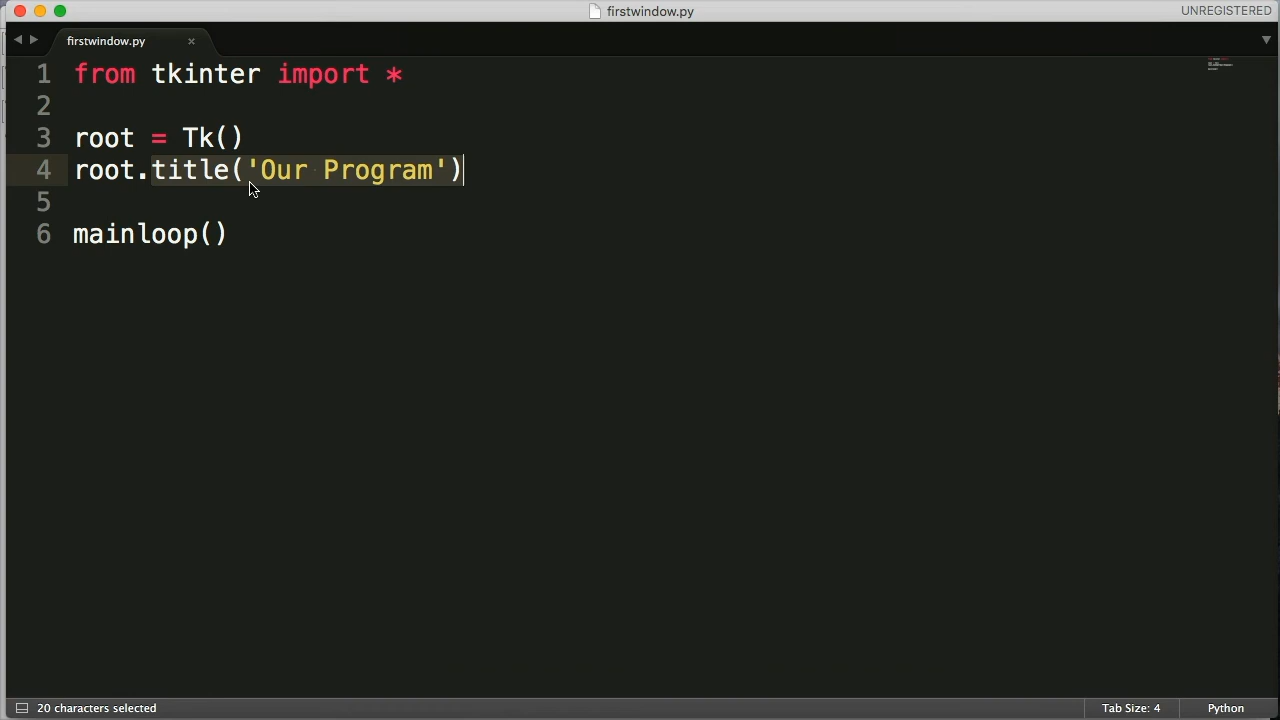 firstwindow.py
UNREGISTERED
firstwindow.py ×
1 from tkinter import *
2
3 root = Tk()
4 root.title('Our Program')
5
6 mainloop()
20 characters selected
Tab Size: 4
Python